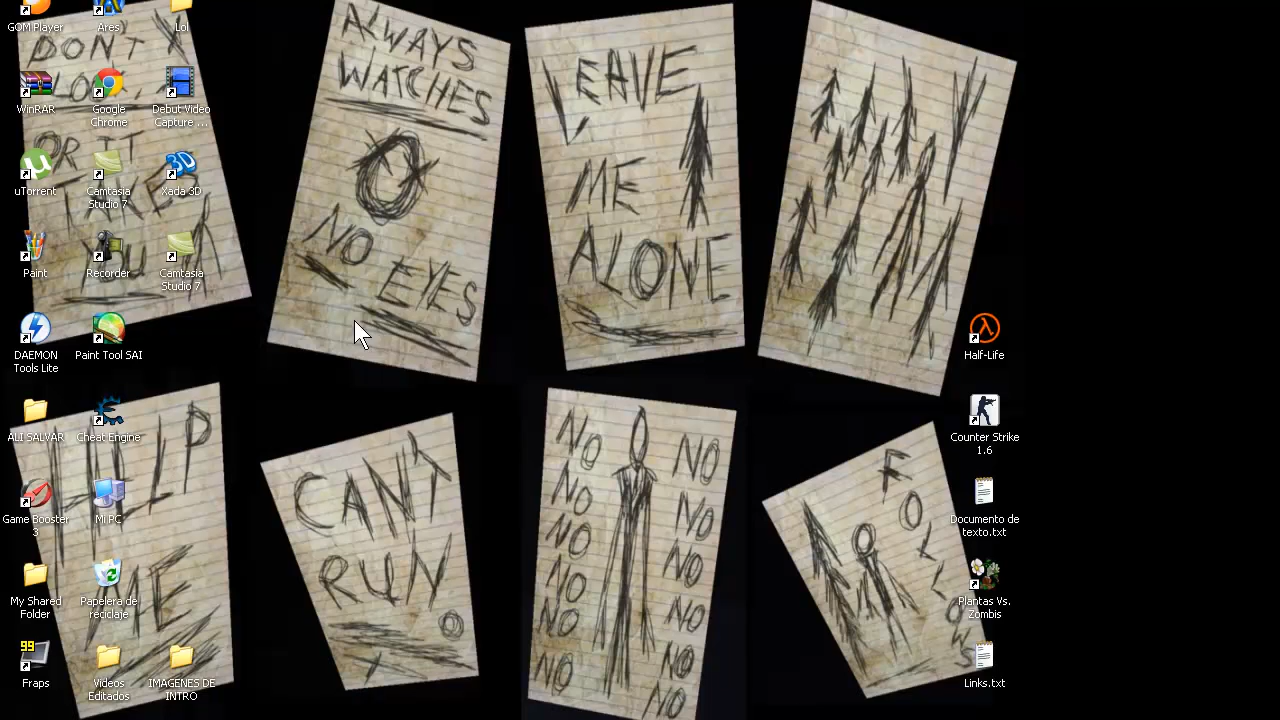 GOM Player
Ares
Lol
WinRAR
Google
Chrome
Debut Video
Capture ...
uTorrent
Camtasia
Studio 7
Xada 3D
Paint
Recorder
Camtasia
Studio 7
DAEMON
Tools Lite
Paint Tool SAI
ALI SALVAR
Cheat Engine
Game Booster
3
Mi PC
My Shared
Folder
Papelera de
reciclaje
99
Fraps
Videos
Editados
IMAGENES DE
INTRO
Half-Life
Counter Strike
1.6
Documento de
texto.txt
Plantas Vs.
Zombis
Links.txt
DONT
LOOK
OR IT
TAKES
YOU
ALWAYS
WATCHES
NO
EYES
LEAVE
ME
ALONE
HELP
ME
CAN'T
RUN
NO NO
NO NO
NO NO
NO NO
NO NO
NO NO
NO
FOLLOWS